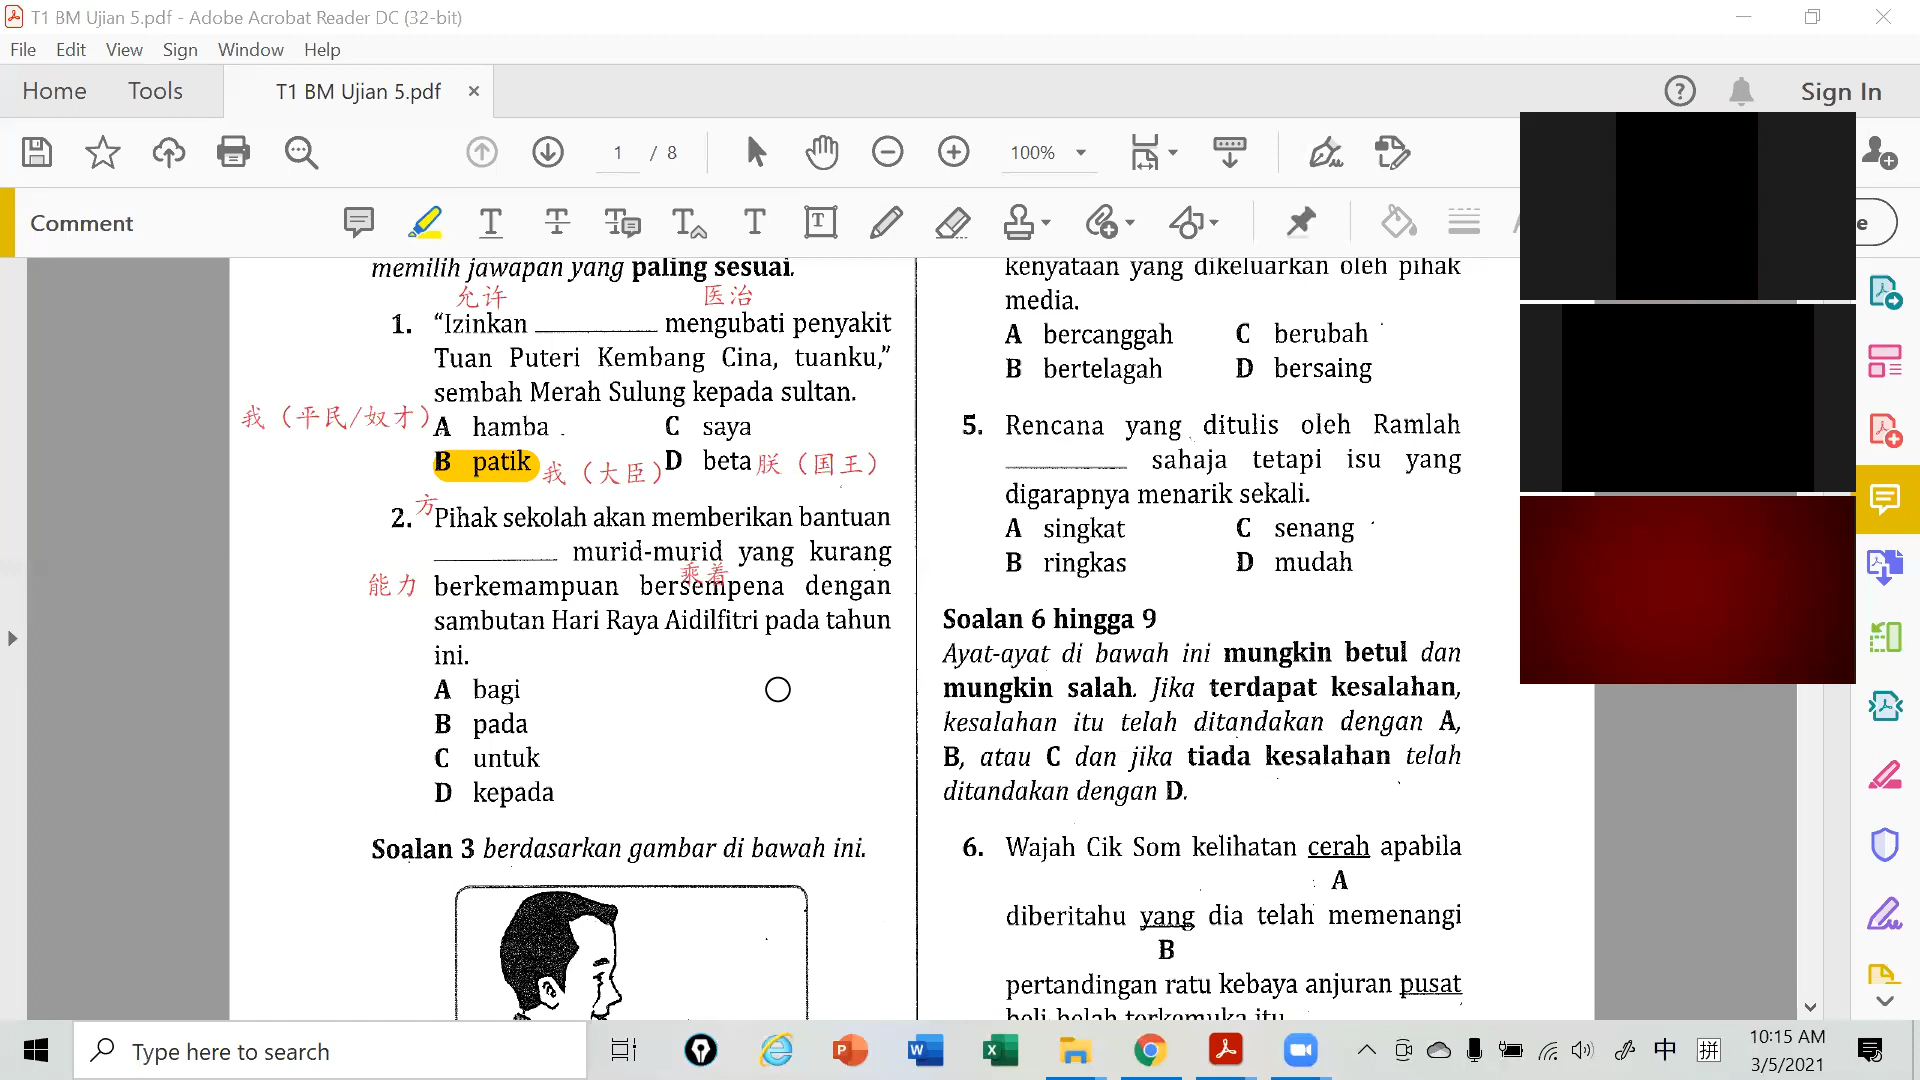 T1 BM Ujian 5.pdf - Adobe Acrobat Reader DC (32-bit)
File Edit View Sign Window Help
Home Tools T1 BM Ujian 5.pdf × Sign In
1 / 8 100%
Comment
memilih jawapan yang paling sesuai.
允许 医治
1. “Izinkan __________ mengubati penyakit
Tuan Puteri Kembang Cina, tuanku,”
sembah Merah Sulung kepada sultan.
我（平民/奴才）
A hamba C saya
B patik 我（大臣） D beta 朕（国王）
方
2. Pihak sekolah akan memberikan bantuan
__________ murid-murid yang kurang
乘着
能力 berkemampuan bersempena dengan
sambutan Hari Raya Aidilfitri pada tahun
ini.
A bagi
B pada
C untuk
D kepada
Soalan 3 berdasarkan gambar di bawah ini.
kenyataan yang dikeluarkan oleh pihak
media.
A bercanggah C berubah
B bertelagah D bersaing
5. Rencana yang ditulis oleh Ramlah
__________ sahaja tetapi isu yang
digarapnya menarik sekali.
A singkat C senang
B ringkas D mudah
Soalan 6 hingga 9
Ayat-ayat di bawah ini mungkin betul dan
mungkin salah. Jika terdapat kesalahan,
kesalahan itu telah ditandakan dengan A,
B, atau C dan jika tiada kesalahan telah
ditandakan dengan D.
6. Wajah Cik Som kelihatan cerah apabila
A
diberitahu yang dia telah memenangi
B
pertandingan ratu kebaya anjuran pusat
beli-belah terkemuka itu.
e
Type here to search
中 拼
10:15 AM
3/5/2021